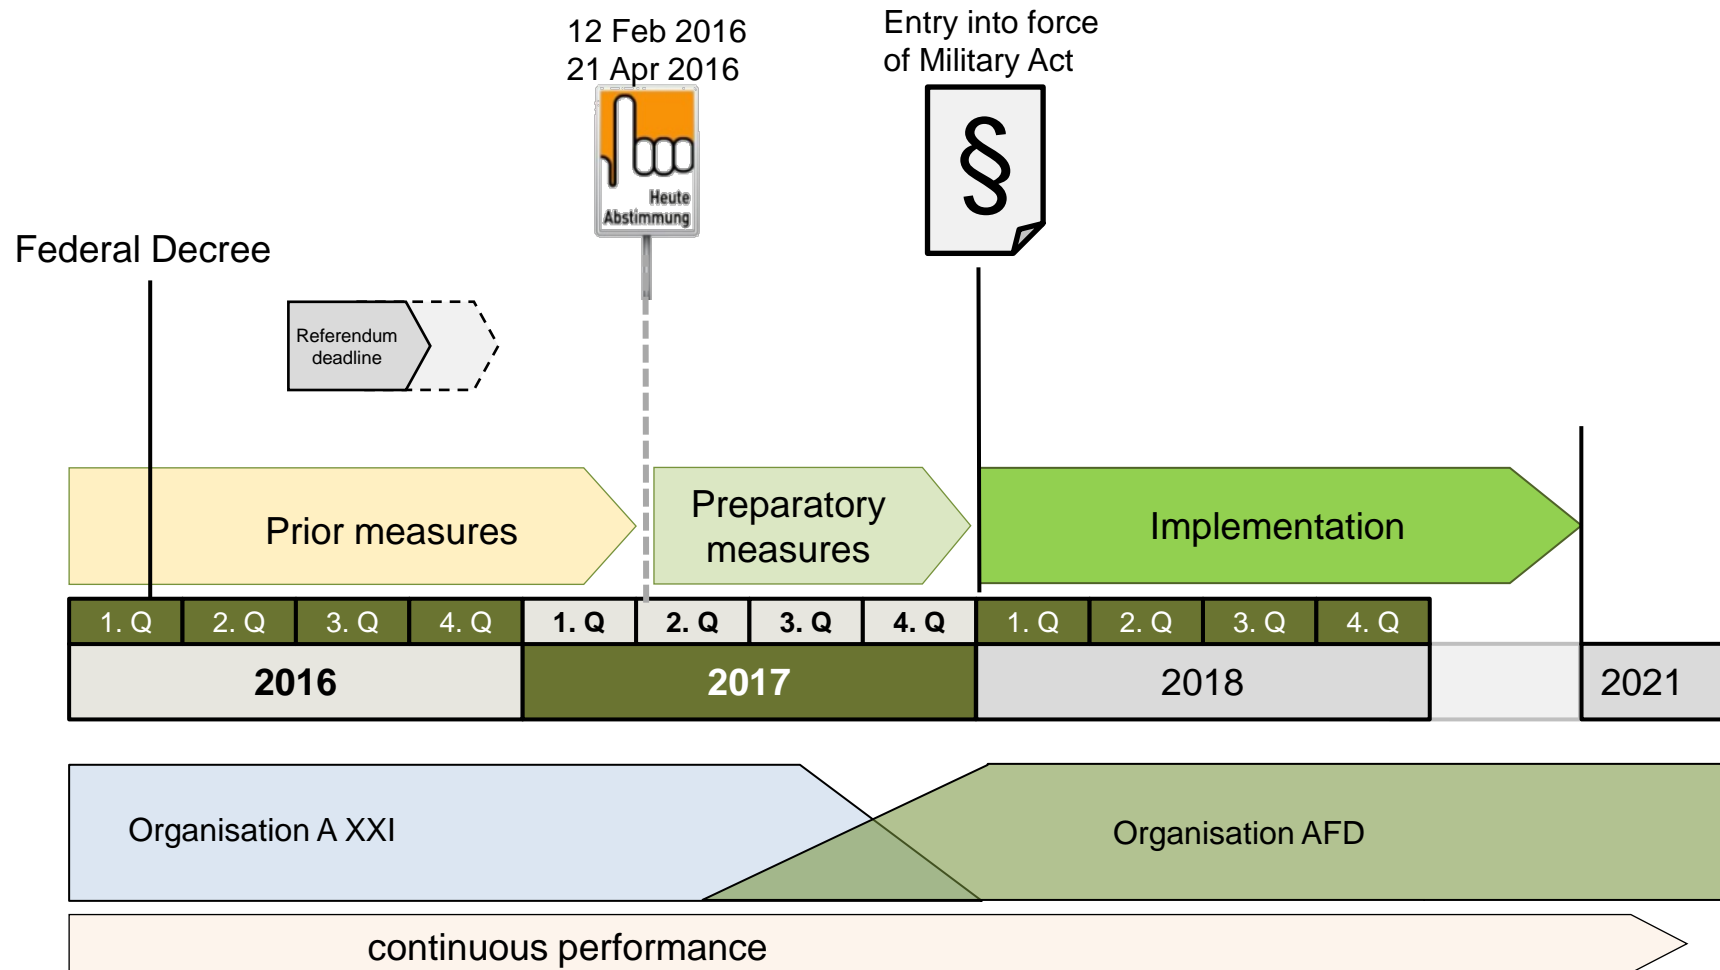 12 Feb 2016
21 Apr 2016
Entry into force
of Military Act
§
Heute
Abstimmung
Federal Decree
Referendum
deadline
Prior measures
Preparatory
measures
Implementation
1. Q 2. Q 3. Q 4. Q 1. Q 2. Q 3. Q 4. Q 1. Q 2. Q 3. Q 4. Q
2016 2017 2018 2021
Organisation A XXI
Organisation AFD
continuous performance